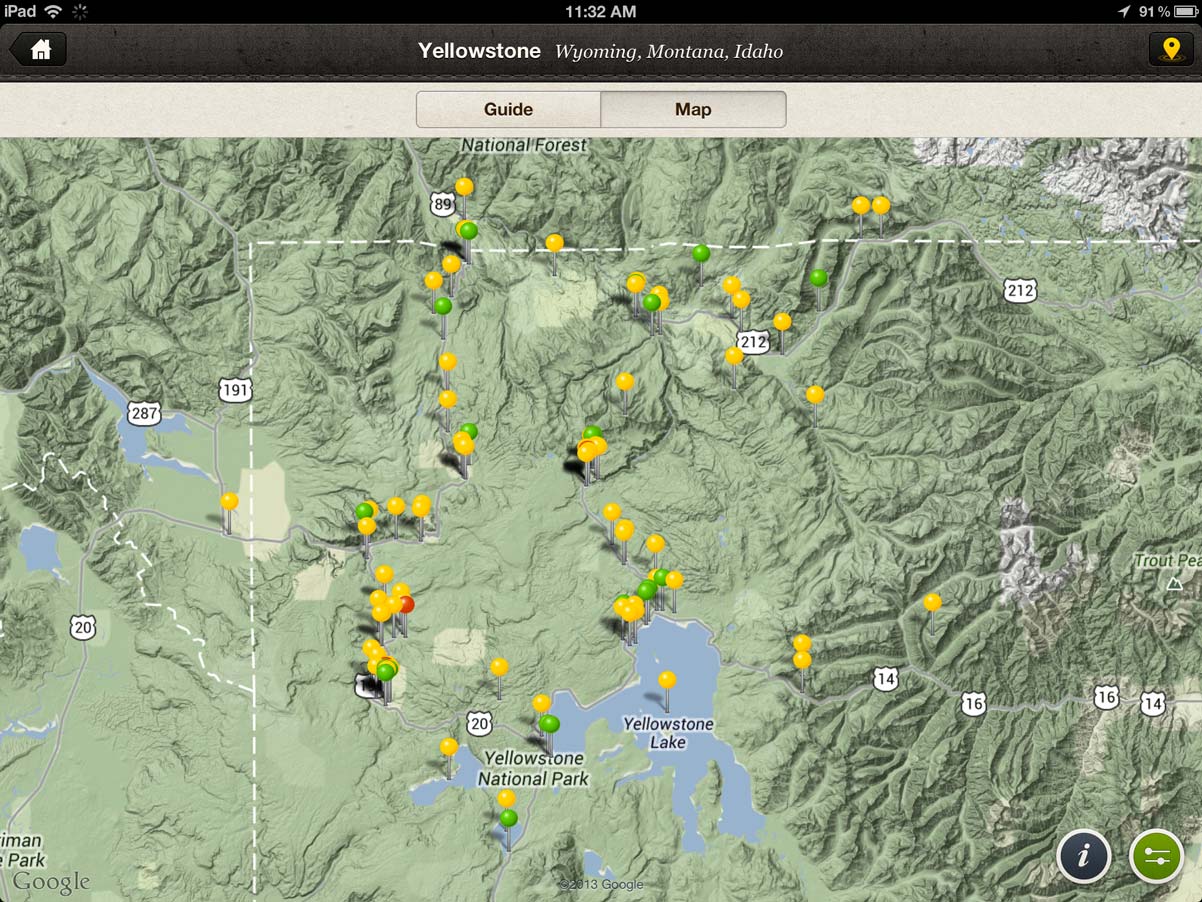 iPad 11:32 AM 91%
Yellowstone Wyoming, Montana, Idaho
Guide Map
National Forest
89
212
212
191
287
20
Trout Pea
14
16
16
14
20
Yellowstone
Lake
Yellowstone
National Park
riman
e Park
Google
©2013 Google
i